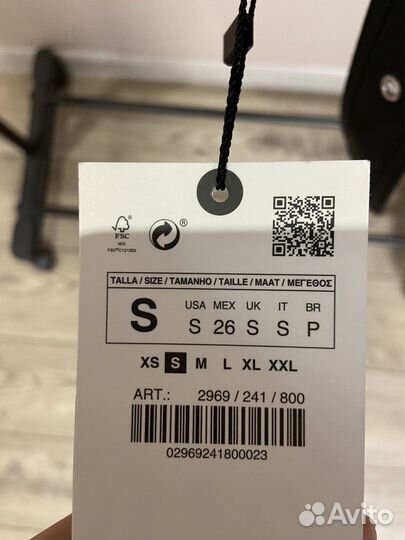 FSC
MIX
FSC® C121353
®
TALLA / SIZE / TAMANHO / TAILLE / MAAT / ΜΕΓΕΘΟΣ
S
USA MEX UK IT BR
S 26 S S P
XS S M L XL XXL
ART.: 2969 / 241 / 800
02969241800023
Avito